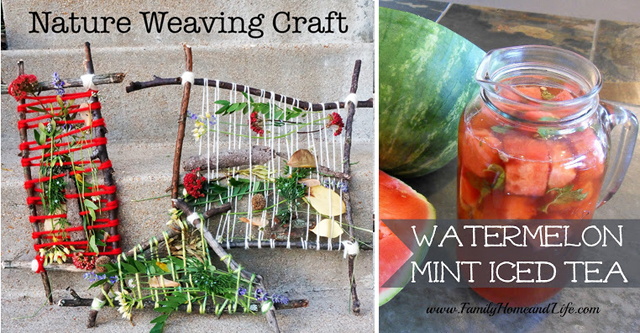 Nature Weaving Craft
WATERMELON
MINT ICED TEA
www.FamilyHomeandLife.com